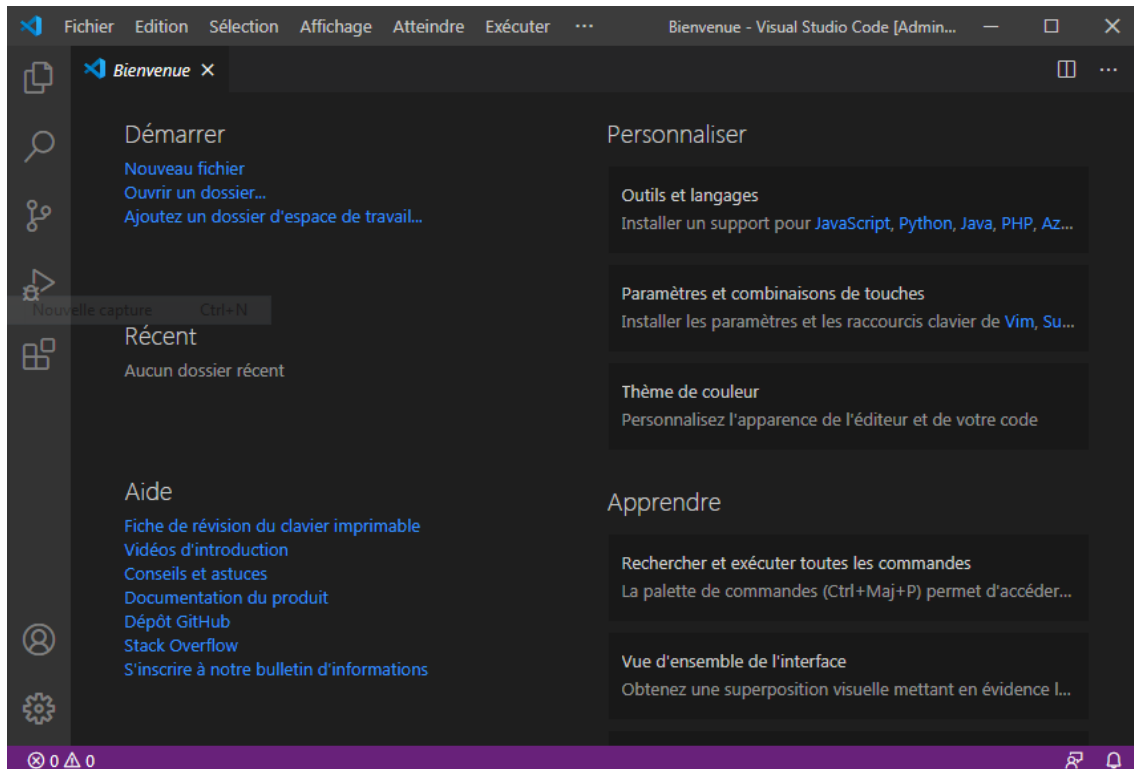 Fichier Edition Sélection Affichage Atteindre Exécuter ... Bienvenue - Visual Studio Code [Admin...
Bienvenue
Démarrer
Nouveau fichier
Ouvrir un dossier...
Ajoutez un dossier d'espace de travail...
Nouvelle capture Ctrl+N
Récent
Aucun dossier récent
Aide
Fiche de révision du clavier imprimable
Vidéos d'introduction
Conseils et astuces
Documentation du produit
Dépôt GitHub
Stack Overflow
S'inscrire à notre bulletin d'informations
Personnaliser
Outils et langages
Installer un support pour JavaScript, Python, Java, PHP, Az...
Paramètres et combinaisons de touches
Installer les paramètres et les raccourcis clavier de Vim, Su...
Thème de couleur
Personnalisez l'apparence de l'éditeur et de votre code
Apprendre
Rechercher et exécuter toutes les commandes
La palette de commandes (Ctrl+Maj+P) permet d'accéder...
Vue d'ensemble de l'interface
Obtenez une superposition visuelle mettant en évidence l...
0 0